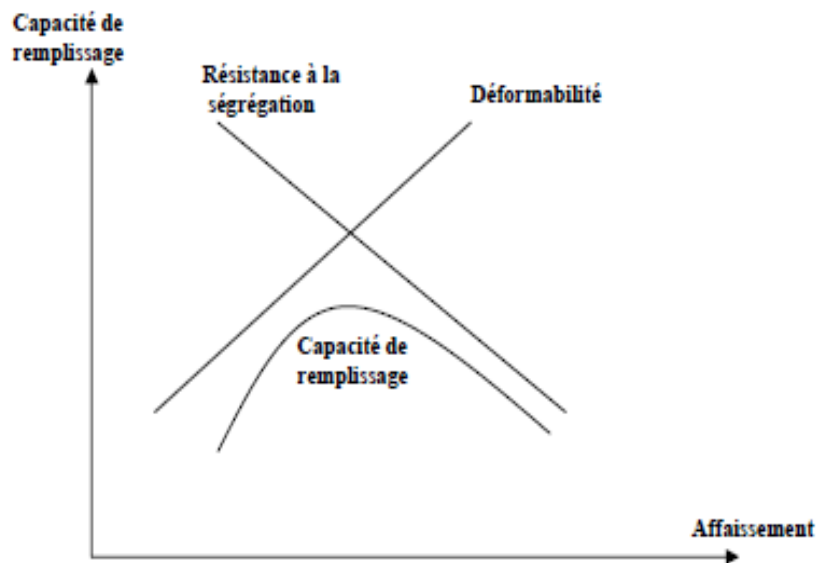 Capacité de
remplissage
Résistance à la
ségrégation
Déformabilité
Capacité de
remplissage
Affaissement